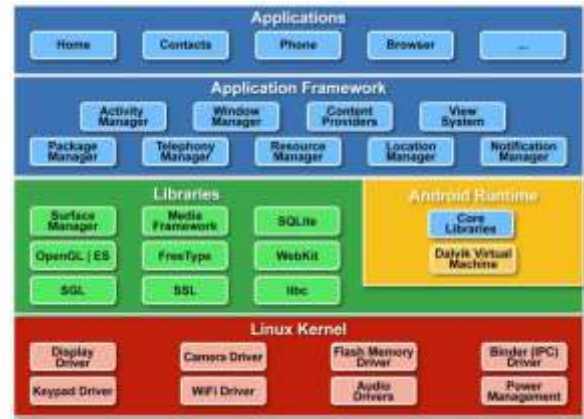 Applications
Home
Contacts
Phone
Browser
...
Application Framework
Activity
Manager
Window
Manager
Content
Providers
View
System
Package
Manager
Telephony
Manager
Resource
Manager
Location
Manager
Notification
Manager
Libraries
Surface
Manager
Media
Framework
SQLite
OpenGL | ES
FreeType
WebKit
SGL
SSL
libc
Android Runtime
Core
Libraries
Dalvik Virtual
Machine
Linux Kernel
Display
Driver
Camera Driver
Flash Memory
Driver
Binder (IPC)
Driver
Keypad Driver
WiFi Driver
Audio
Drivers
Power
Management